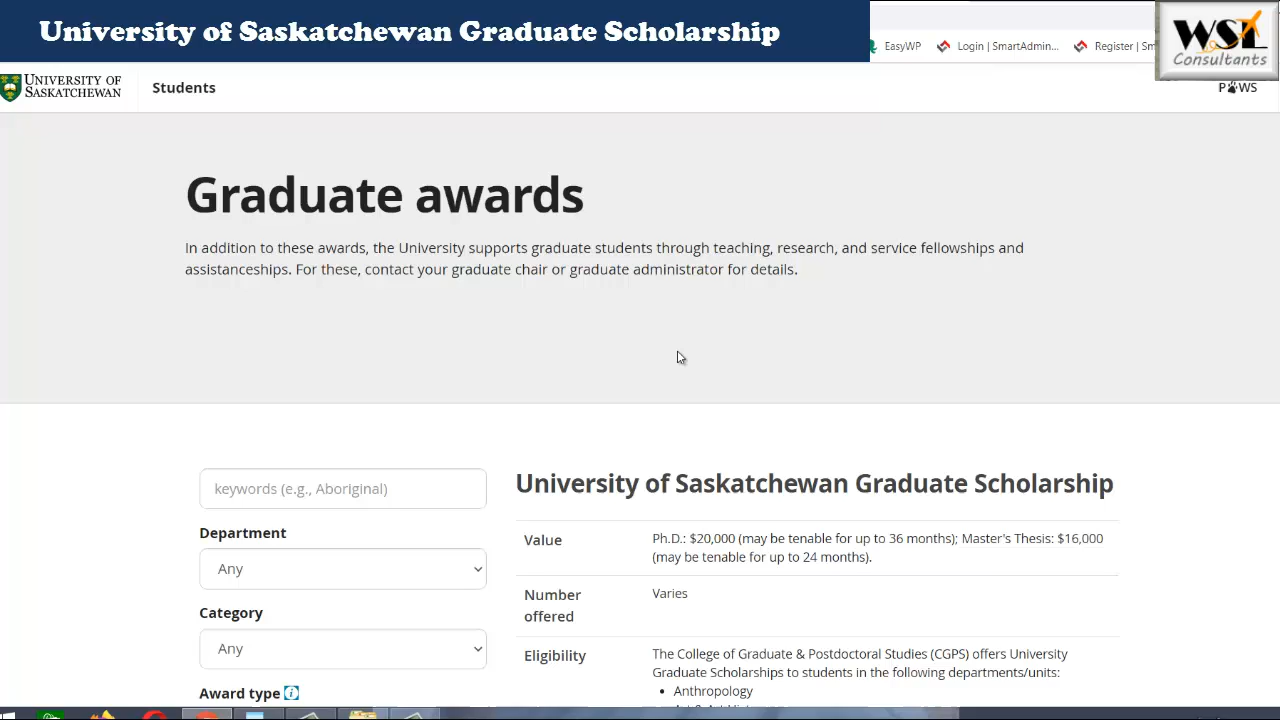 University of Saskatchewan Graduate Scholarship
EasyWP
Login | SmartAdmin...
Register | Sm
WSL
Consultants
UNIVERSITY OF
SASKATCHEWAN
Students
PAWS
Graduate awards
In addition to these awards, the University supports graduate students through teaching, research, and service fellowships and
assistanceships. For these, contact your graduate chair or graduate administrator for details.
keywords (e.g., Aboriginal)
Department
Any
Category
Any
Award type
University of Saskatchewan Graduate Scholarship
Value
Ph.D.: $20,000 (may be tenable for up to 36 months); Master's Thesis: $16,000
(may be tenable for up to 24 months).
Number
offered
Varies
Eligibility
The College of Graduate & Postdoctoral Studies (CGPS) offers University
Graduate Scholarships to students in the following departments/units:
• Anthropology